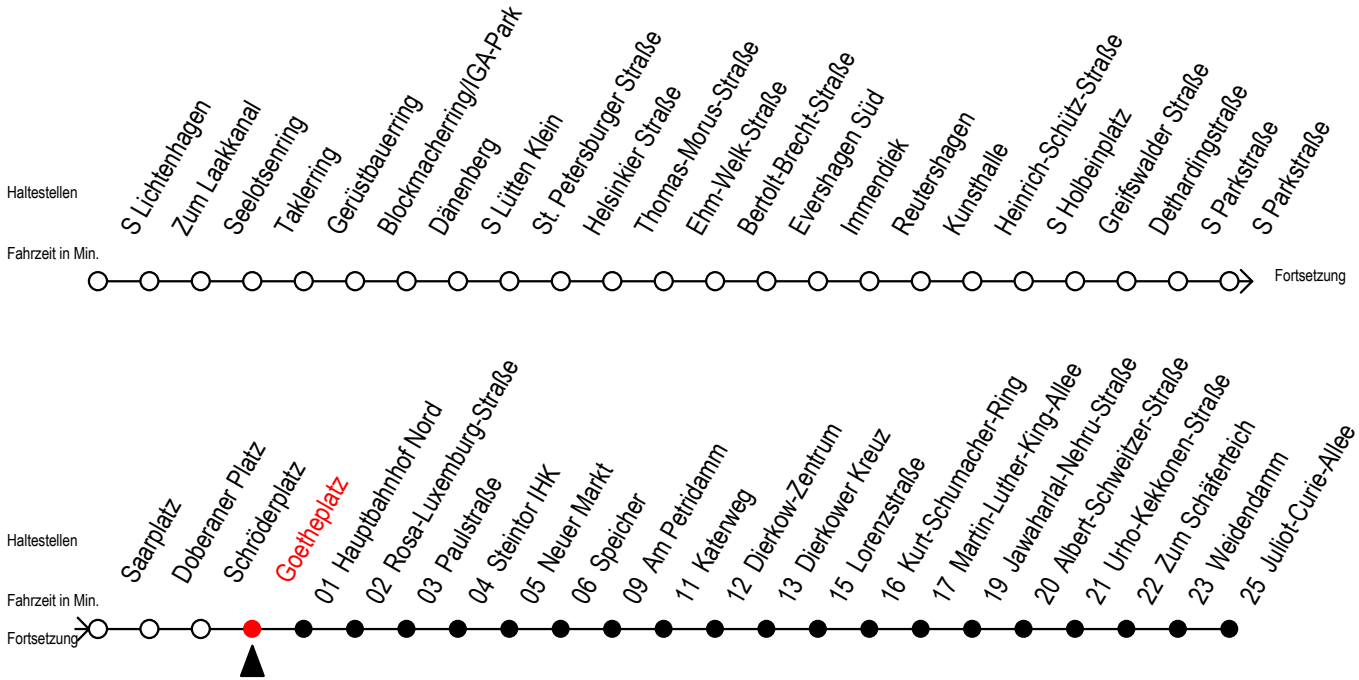 Haltestellen
S Lichtenhagen
Zum Laakkanal
Seelotsenring
Taklerring
Gerüstbauerring
Blockmacherring/IGA-Park
Dänenberg
S Lütten Klein
St. Petersburger Straße
Helsinkier Straße
Thomas-Morus-Straße
Ehm-Welk-Straße
Bertolt-Brecht-Straße
Evershagen Süd
Immendiek
Reutershagen
Kunsthalle
Heinrich-Schütz-Straße
S Holbeinplatz
Greifswalder Straße
Dethardingstraße
S Parkstraße
S Parkstraße
Fahrzeit in Min.
Fortsetzung
Haltestellen
Saarplatz
Doberaner Platz
Schröderplatz
Goetheplatz
01 Hauptbahnhof Nord
02 Rosa-Luxemburg-Straße
03 Paulstraße
04 Steintor IHK
05 Neuer Markt
06 Speicher
09 Am Petridamm
11 Katerweg
12 Dierkow-Zentrum
13 Dierkower Kreuz
15 Lorenzstraße
16 Kurt-Schumacher-Ring
17 Martin-Luther-King-Allee
19 Jawaharlal-Nehru-Straße
20 Albert-Schweitzer-Straße
21 Urho-Kekkonen-Straße
22 Zum Schäferteich
23 Weidendamm
25 Juliot-Curie-Allee
Fahrzeit in Min.
Fortsetzung